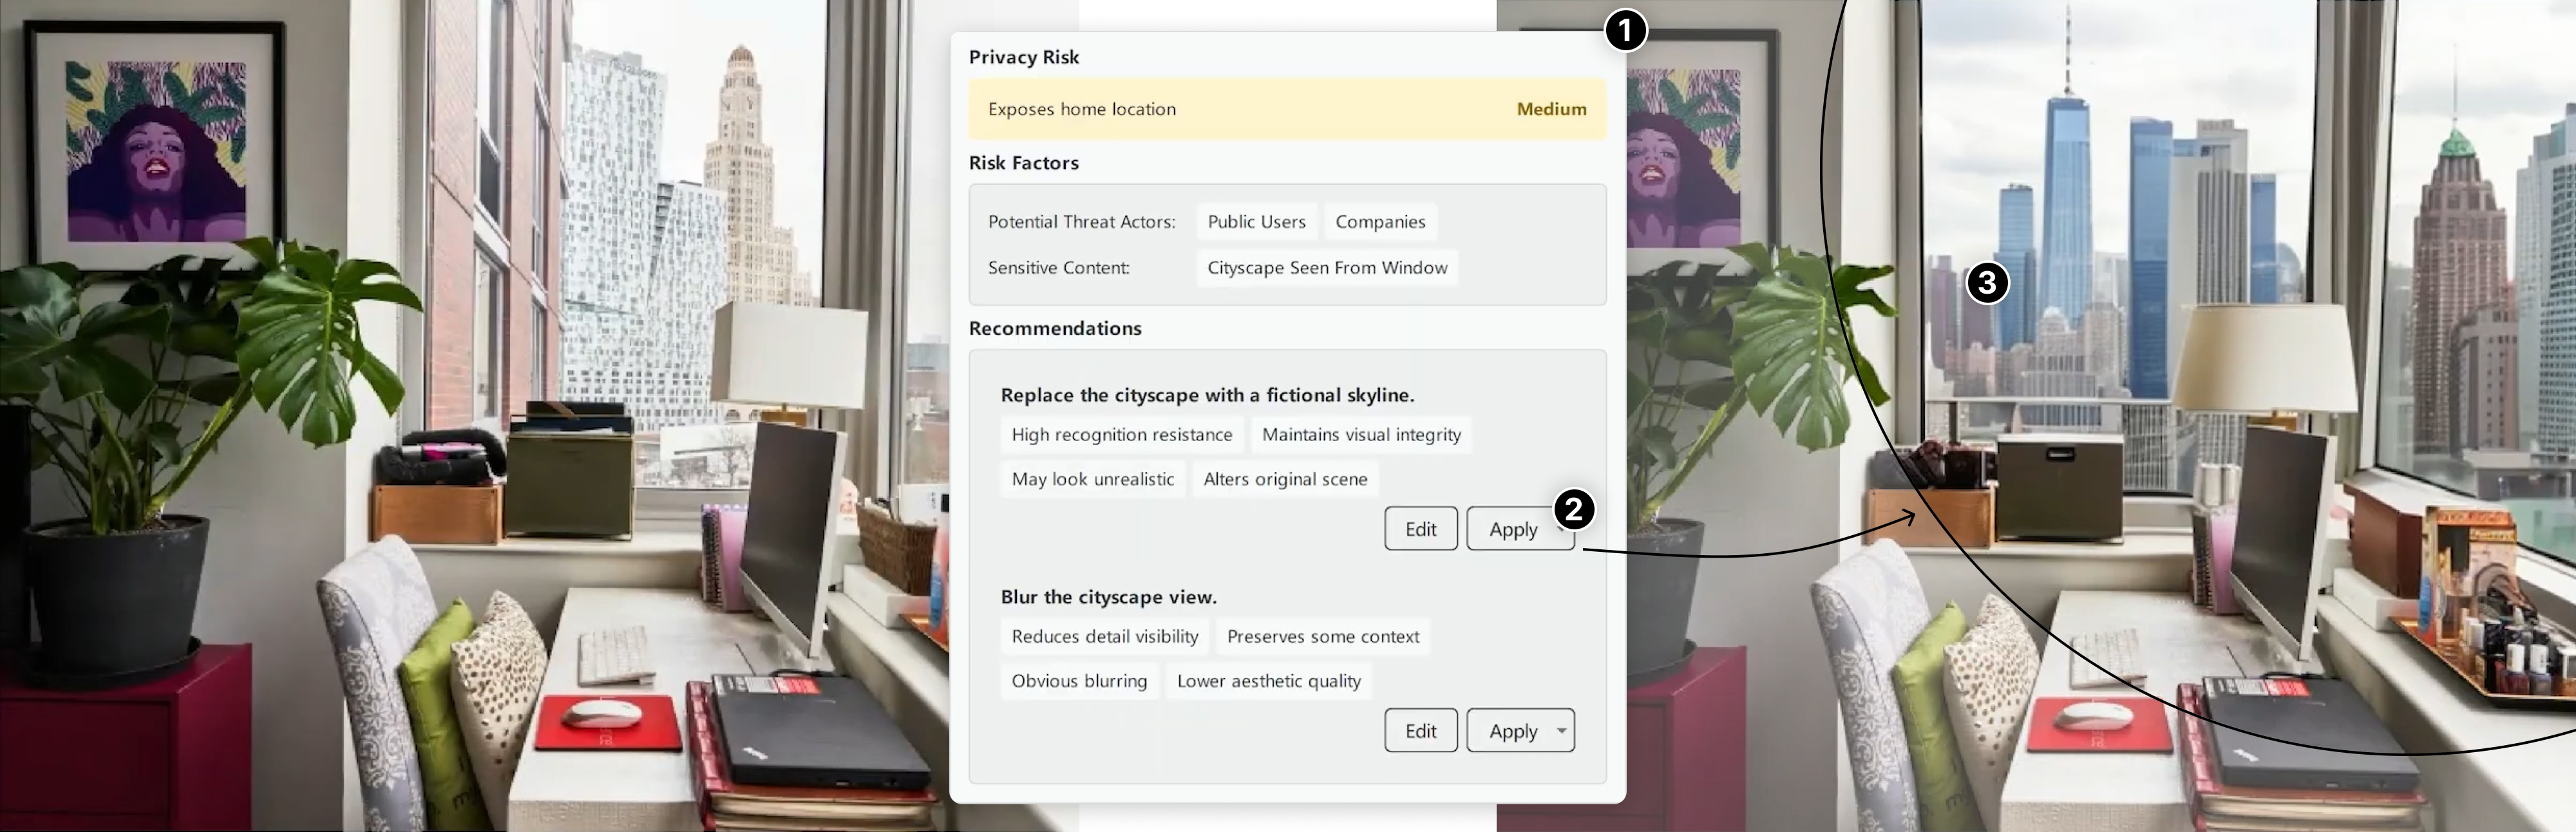 1
Privacy Risk
Exposes home location Medium
Risk Factors
Potential Threat Actors: Public Users Companies
Sensitive Content: Cityscape Seen From Window
Recommendations
Replace the cityscape with a fictional skyline.
High recognition resistance Maintains visual integrity
May look unrealistic Alters original scene
Edit Apply
2
3
Blur the cityscape view.
Reduces detail visibility Preserves some context
Obvious blurring Lower aesthetic quality
Edit Apply